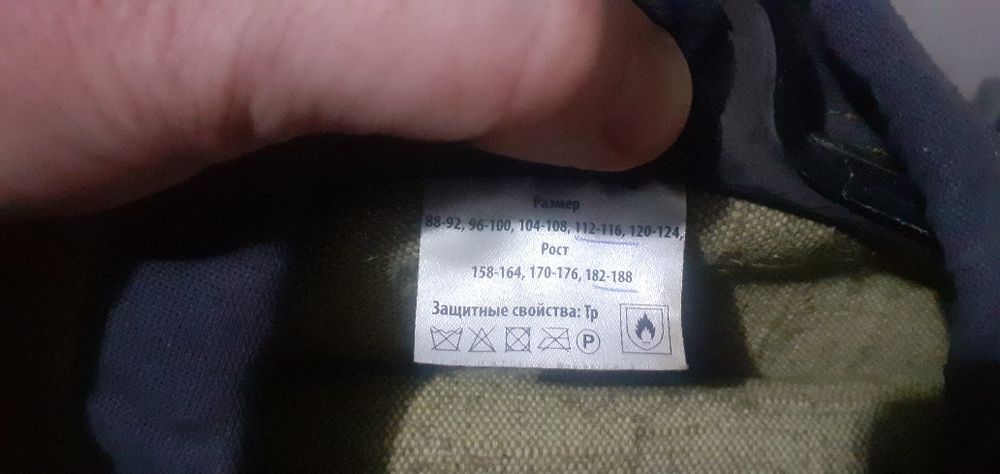 Размер
88-92, 96-100, 104-108, 112-116, 120-124,
Рост
158-164, 170-176, 182-188
Защитные свойства: Тр
P